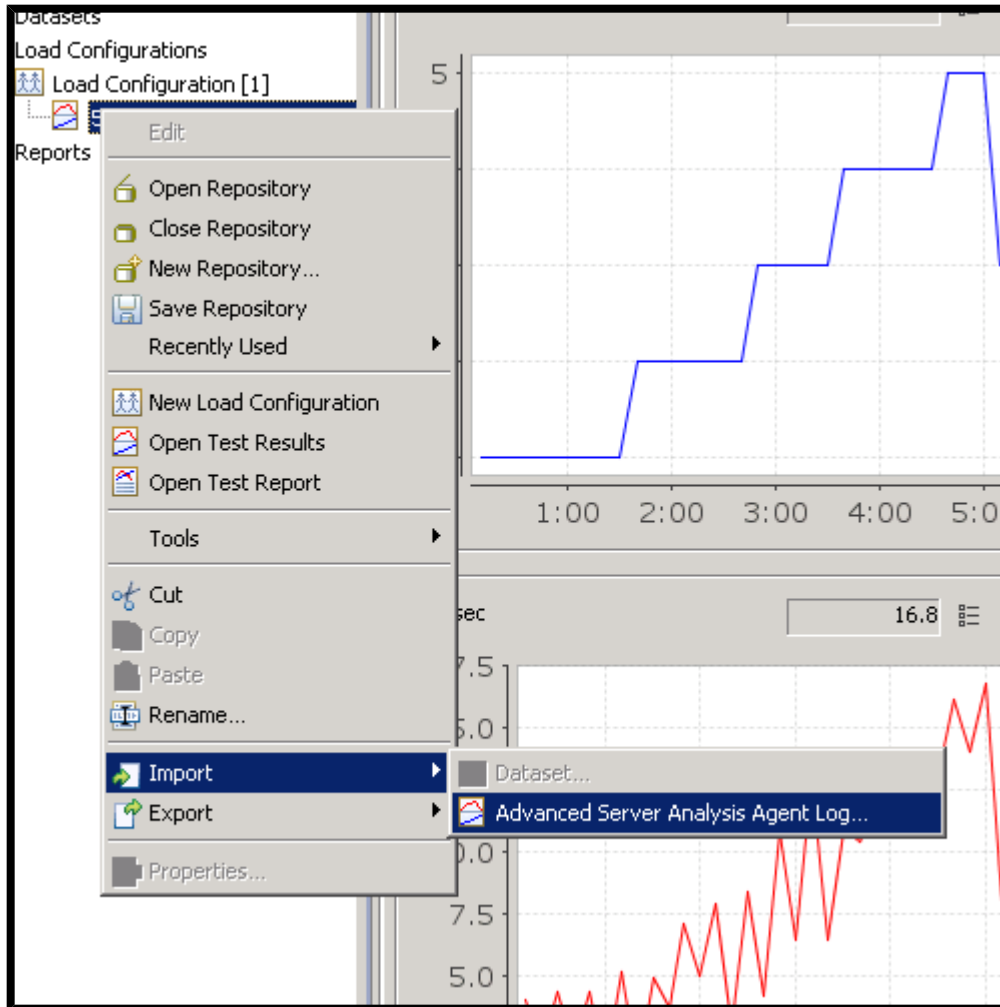 Datasets
Load Configurations
Load Configuration [1]
Reports
Edit
Open Repository
Close Repository
New Repository...
Save Repository
Recently Used
New Load Configuration
Open Test Results
Open Test Report
Tools
Cut
Copy
Paste
Rename...
Import
Export
Properties...
Dataset...
Advanced Server Analysis Agent Log...
5
1:00 2:00 3:00 4:00 5:0
sec
16.8
7.5
5.0
0.0
7.5
5.0